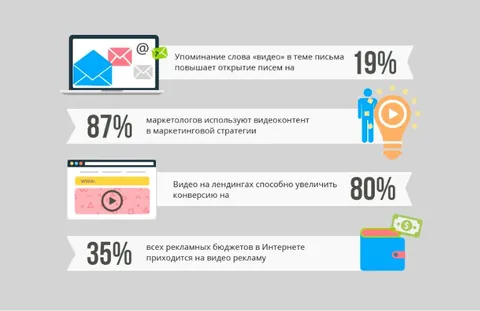 Упоминание слова «видео» в теме письма
повышает открытие писем на
19%
87%
маркетологов используют видеоконтент
в маркетинговой стратегии
www.
Видео на лендингах способно увеличить
конверсию на
80%
35%
всех рекламных бюджетов в Интернете
приходится на видео рекламу